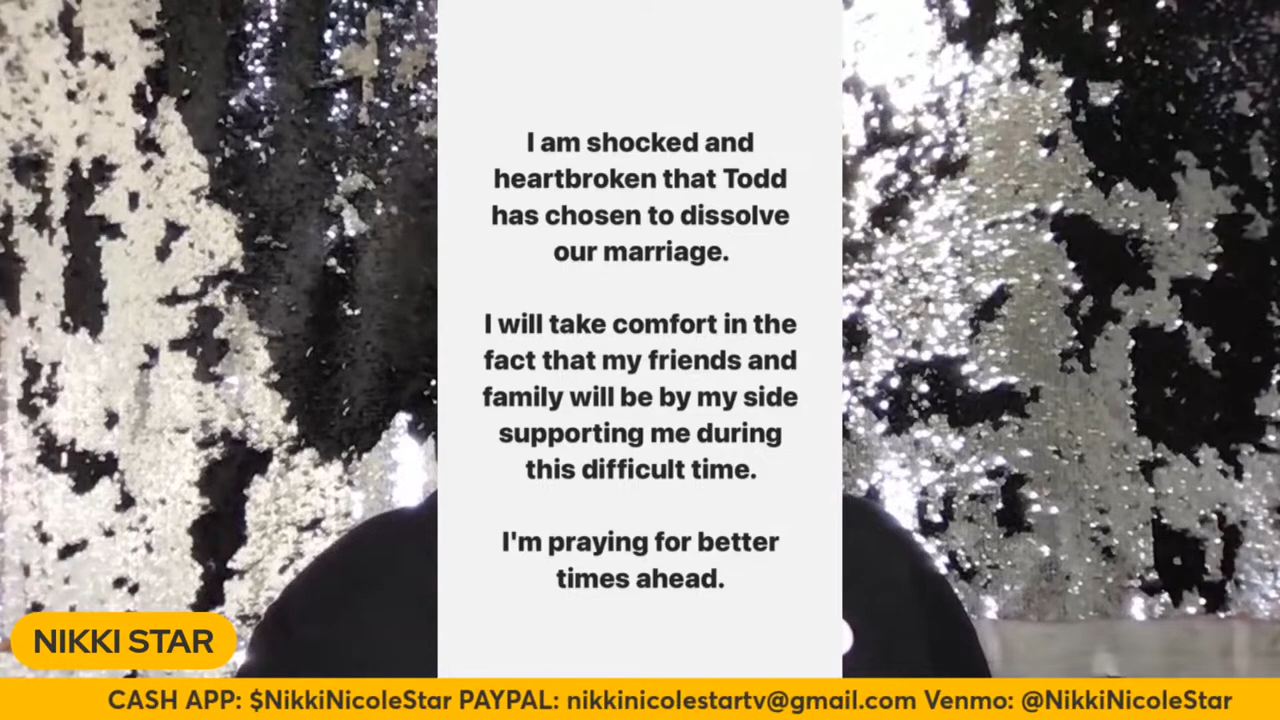 I am shocked and
heartbroken that Todd
has chosen to dissolve
our marriage.
I will take comfort in the
fact that my friends and
family will be by my side
supporting me during
this difficult time.
I'm praying for better
times ahead.
NIKKI STAR
CASH APP: $NikkiNicoleStar PAYPAL: nikkinicolestartv@gmail.com Venmo: @NikkiNicoleStar